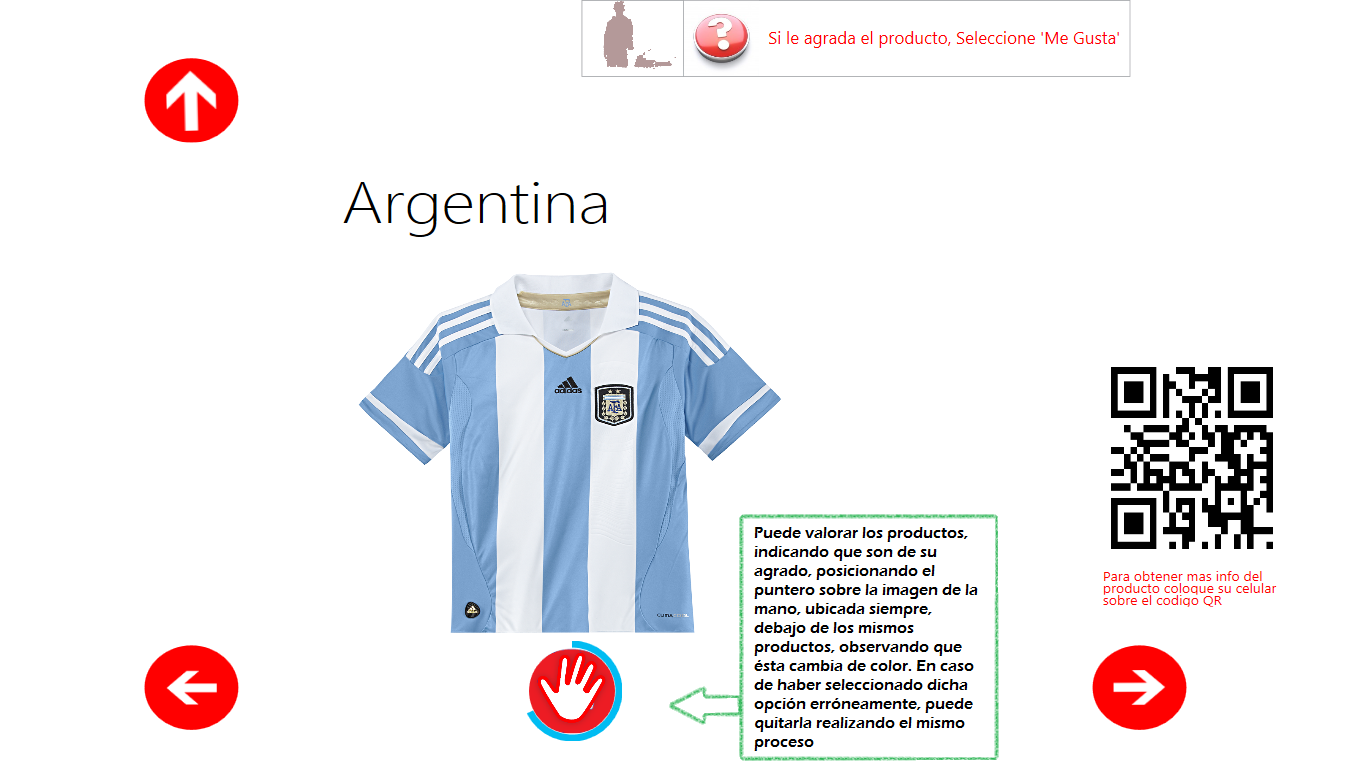 Si le agrada el producto, Seleccione 'Me Gusta'
Argentina
adidas
AFA
Puede valorar los productos,
indicando que son de su
agrado, posicionando el
puntero sobre la imagen de la
mano, ubicada siempre,
debajo de los mismos
productos, observando que
ésta cambia de color. En caso
de haber seleccionado dicha
opción erróneamente, puede
quitarla realizando el mismo
proceso
Para obtener mas info del
producto coloque su celular
sobre el codigo QR